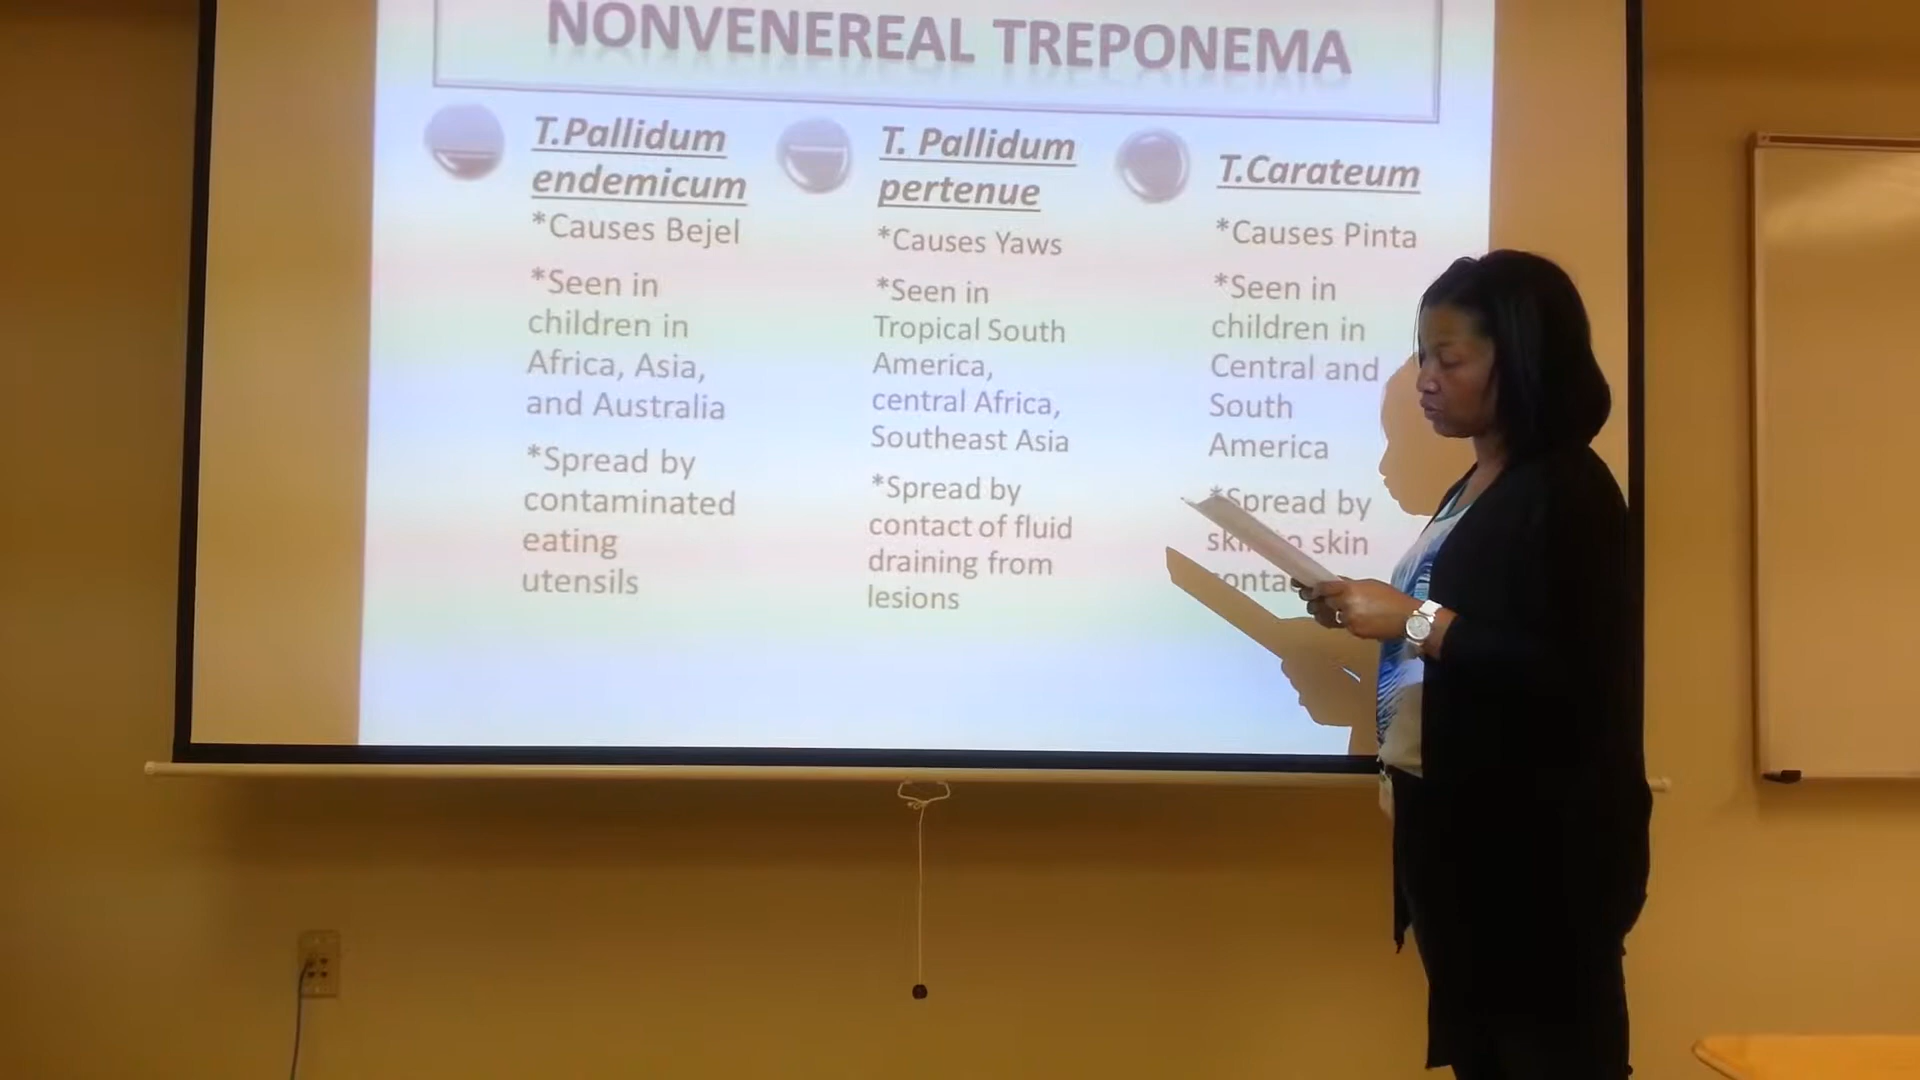 NONVENEREAL TREPONEMA
T.Pallidum
endemicum
*Causes Bejel
*Seen in
children in
Africa, Asia,
and Australia
*Spread by
contaminated
eating
utensils
T. Pallidum
pertenue
*Causes Yaws
*Seen in
Tropical South
America,
central Africa,
Southeast Asia
*Spread by
contact of fluid
draining from
lesions
T.Carateum
*Causes Pinta
*Seen in
children in
Central and
South
America
*Spread by
skin to skin